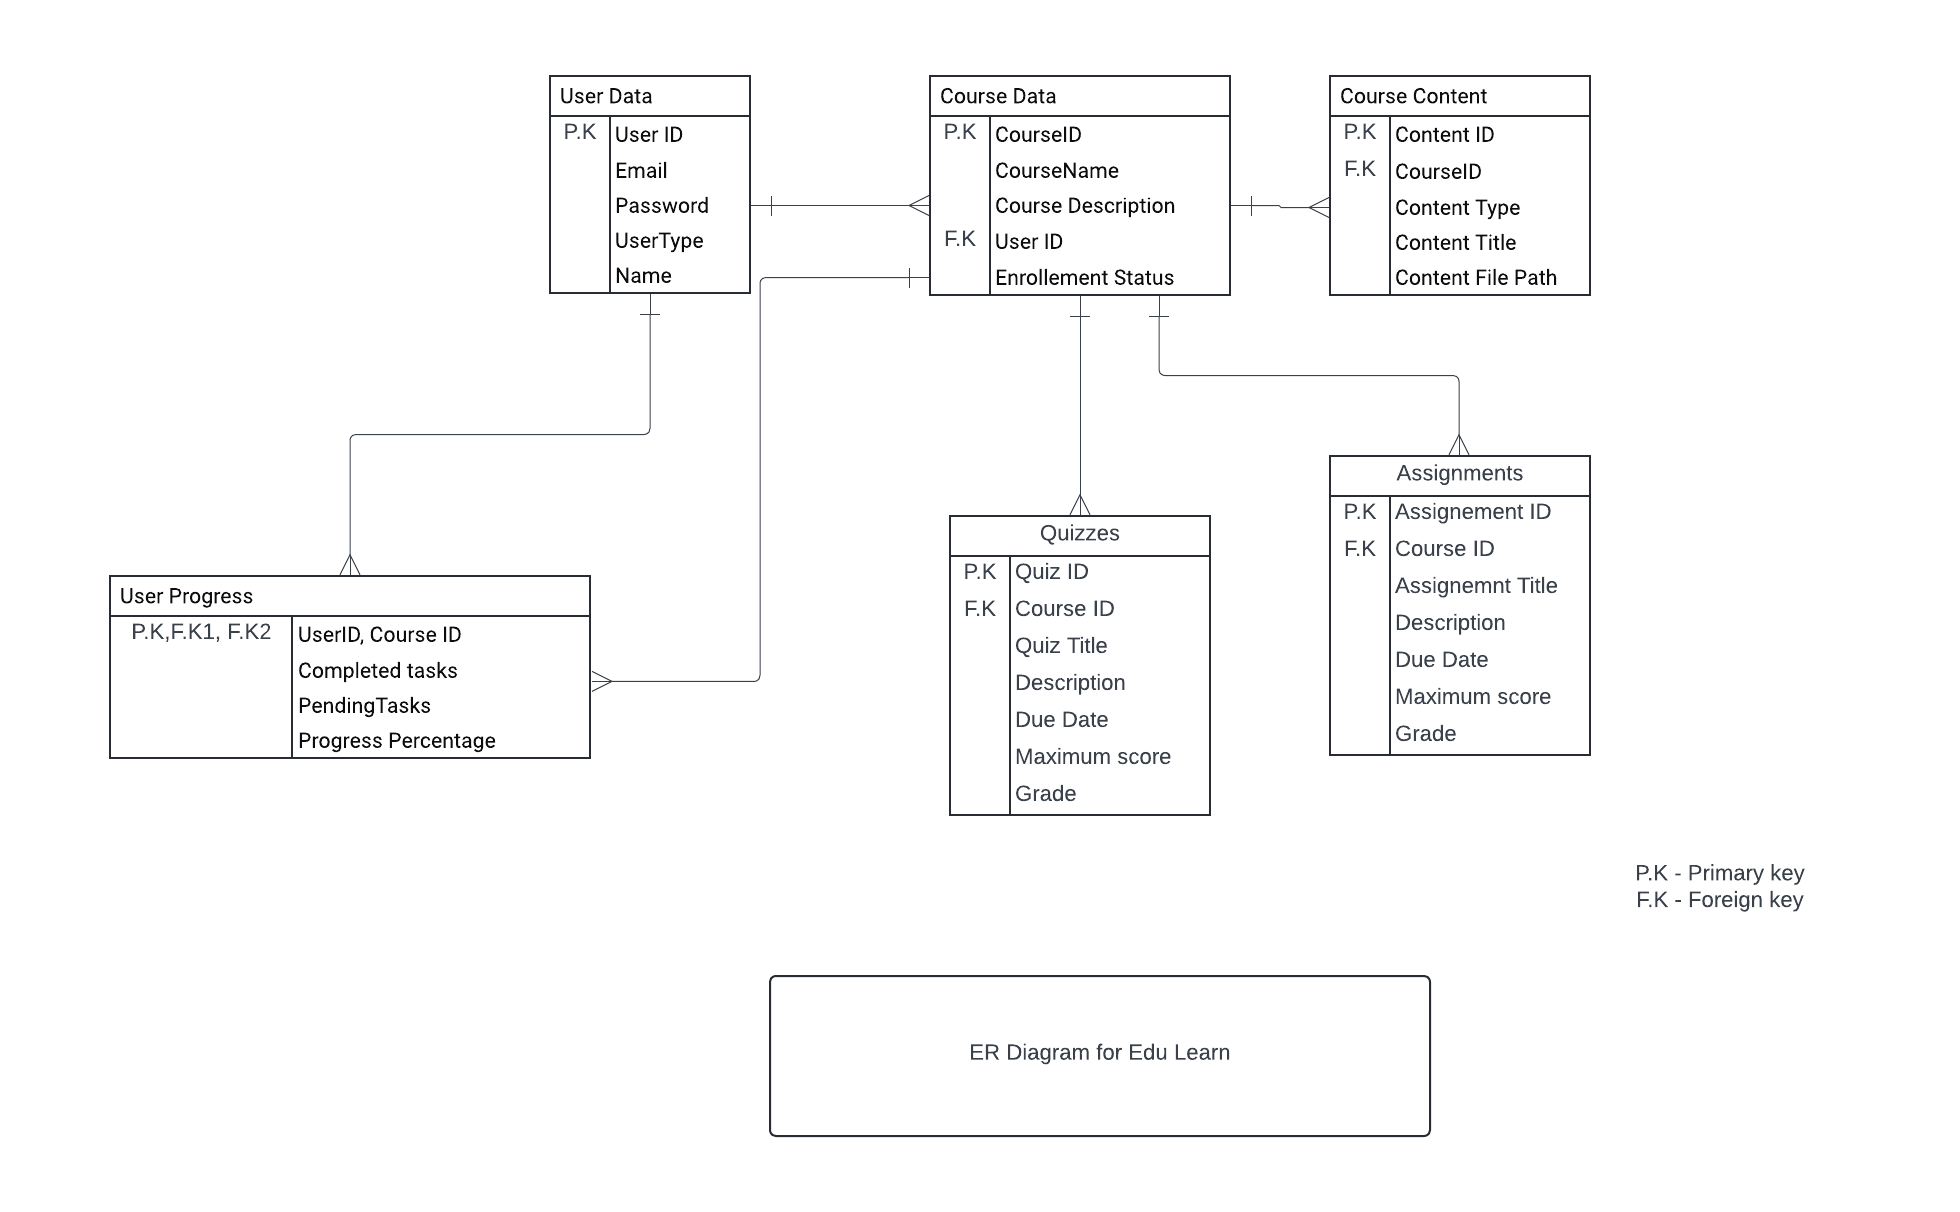 User Data
P.K User ID
Email
Password
UserType
Name
Course Data
P.K CourseID
CourseName
Course Description
F.K User ID
Enrollement Status
Course Content
P.K Content ID
F.K CourseID
Content Type
Content Title
Content File Path
User Progress
P.K,F.K1, F.K2 UserID, Course ID
Completed tasks
PendingTasks
Progress Percentage
Quizzes
P.K Quiz ID
F.K Course ID
Quiz Title
Description
Due Date
Maximum score
Grade
Assignments
P.K Assignement ID
F.K Course ID
Assignemnt Title
Description
Due Date
Maximum score
Grade
P.K - Primary key
F.K - Foreign key
ER Diagram for Edu Learn